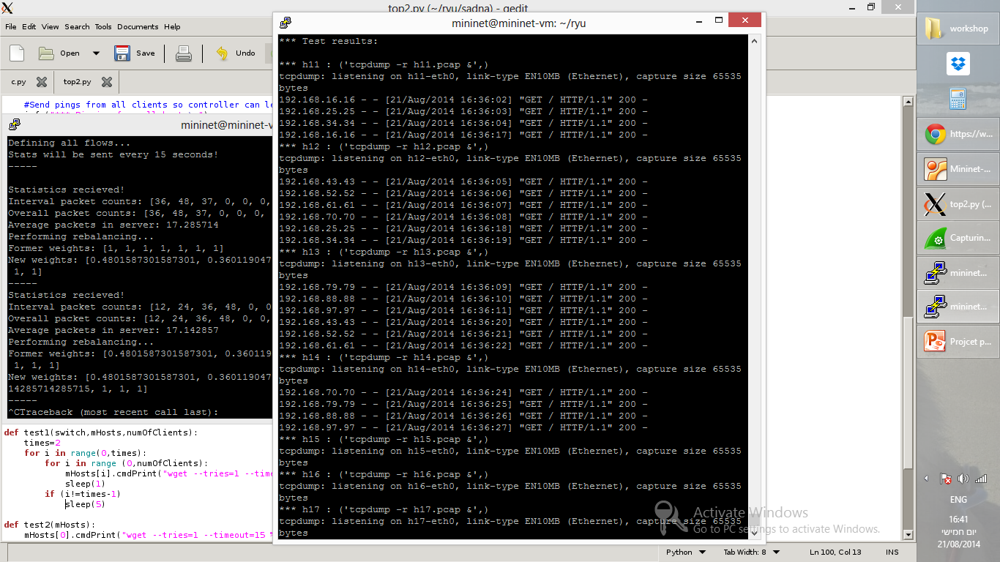 top2.py (~/ryu/sadna) - gedit
File Edit View Search Tools Documents Help
Open Save Undo
c.py top2.py
#Send pings from all clients so controller can le
mininet@mininet-v
Defining all flows...
Stats will be sent every 15 seconds!
-----
Statistics recieved!
Interval packet counts: [36, 48, 37, 0, 0, 0,
Overall packet counts: [36, 48, 37, 0, 0, 0,
Average packets in server: 17.285714
Performing rebalancing...
Former weights: [1, 1, 1, 1, 1, 1, 1]
New weights: [0.4801587301587301, 0.360119047
1, 1]
-----
Statistics recieved!
Interval packet counts: [12, 24, 36, 48, 0, 0
Overall packet counts: [12, 24, 36, 48, 0, 0,
Average packets in server: 17.142857
Performing rebalancing...
Former weights: [0.4801587301587301, 0.360119
1, 1, 1]
New weights: [0.4801587301587301, 0.360119047
14285714285715, 1, 1, 1]
-----
^CTraceback (most recent call last):
def test1(switch,mHosts,numOfClients):
times=2
for i in range(0,times):
for i in range (0,numOfClients):
mHosts[i].cmdPrint("wget --tries=1 --time
sleep(1)
if (i!=times-1)
sleep(5)
def test2(mHosts):
mHosts[0].cmdPrint("wget --tries=1 --timeout=15 %
mininet@mininet-vm: ~/ryu
*** Test results:
*** h11 : ('tcpdump -r h11.pcap &',)
tcpdump: listening on h11-eth0, link-type EN10MB (Ethernet), capture size 65535
bytes
192.168.16.16 - - [21/Aug/2014 16:36:02] "GET / HTTP/1.1" 200 -
192.168.25.25 - - [21/Aug/2014 16:36:03] "GET / HTTP/1.1" 200 -
192.168.34.34 - - [21/Aug/2014 16:36:04] "GET / HTTP/1.1" 200 -
192.168.16.16 - - [21/Aug/2014 16:36:17] "GET / HTTP/1.1" 200 -
*** h12 : ('tcpdump -r h12.pcap &',)
tcpdump: listening on h12-eth0, link-type EN10MB (Ethernet), capture size 65535
bytes
192.168.43.43 - - [21/Aug/2014 16:36:05] "GET / HTTP/1.1" 200 -
192.168.52.52 - - [21/Aug/2014 16:36:06] "GET / HTTP/1.1" 200 -
192.168.61.61 - - [21/Aug/2014 16:36:07] "GET / HTTP/1.1" 200 -
192.168.70.70 - - [21/Aug/2014 16:36:08] "GET / HTTP/1.1" 200 -
192.168.25.25 - - [21/Aug/2014 16:36:18] "GET / HTTP/1.1" 200 -
192.168.34.34 - - [21/Aug/2014 16:36:19] "GET / HTTP/1.1" 200 -
*** h13 : ('tcpdump -r h13.pcap &',)
tcpdump: listening on h13-eth0, link-type EN10MB (Ethernet), capture size 65535
bytes
192.168.79.79 - - [21/Aug/2014 16:36:09] "GET / HTTP/1.1" 200 -
192.168.88.88 - - [21/Aug/2014 16:36:10] "GET / HTTP/1.1" 200 -
192.168.97.97 - - [21/Aug/2014 16:36:11] "GET / HTTP/1.1" 200 -
192.168.43.43 - - [21/Aug/2014 16:36:20] "GET / HTTP/1.1" 200 -
192.168.52.52 - - [21/Aug/2014 16:36:21] "GET / HTTP/1.1" 200 -
192.168.61.61 - - [21/Aug/2014 16:36:22] "GET / HTTP/1.1" 200 -
*** h14 : ('tcpdump -r h14.pcap &',)
tcpdump: listening on h14-eth0, link-type EN10MB (Ethernet), capture size 65535
bytes
192.168.70.70 - - [21/Aug/2014 16:36:24] "GET / HTTP/1.1" 200 -
192.168.79.79 - - [21/Aug/2014 16:36:25] "GET / HTTP/1.1" 200 -
192.168.88.88 - - [21/Aug/2014 16:36:26] "GET / HTTP/1.1" 200 -
192.168.97.97 - - [21/Aug/2014 16:36:27] "GET / HTTP/1.1" 200 -
*** h15 : ('tcpdump -r h15.pcap &',)
tcpdump: listening on h15-eth0, link-type EN10MB (Ethernet), capture size 65535
bytes
*** h16 : ('tcpdump -r h16.pcap &',)
tcpdump: listening on h16-eth0, link-type EN10MB (Ethernet), capture size 65535
bytes
*** h17 : ('tcpdump -r h17.pcap &',)
tcpdump: listening on h17-eth0, link-type EN10MB (Ethernet), capture size 65535
bytes
Activate Windows
Go to PC settings to activate Windows.
Python Tab Width: 8 Ln 100, Col 13 INS
workshop
https://w...
Mininet-...
top2.py (...
Capturin...
mininet...
mininet...
Projcet p...
ENG
16:41
יום חמישי
21/08/2014